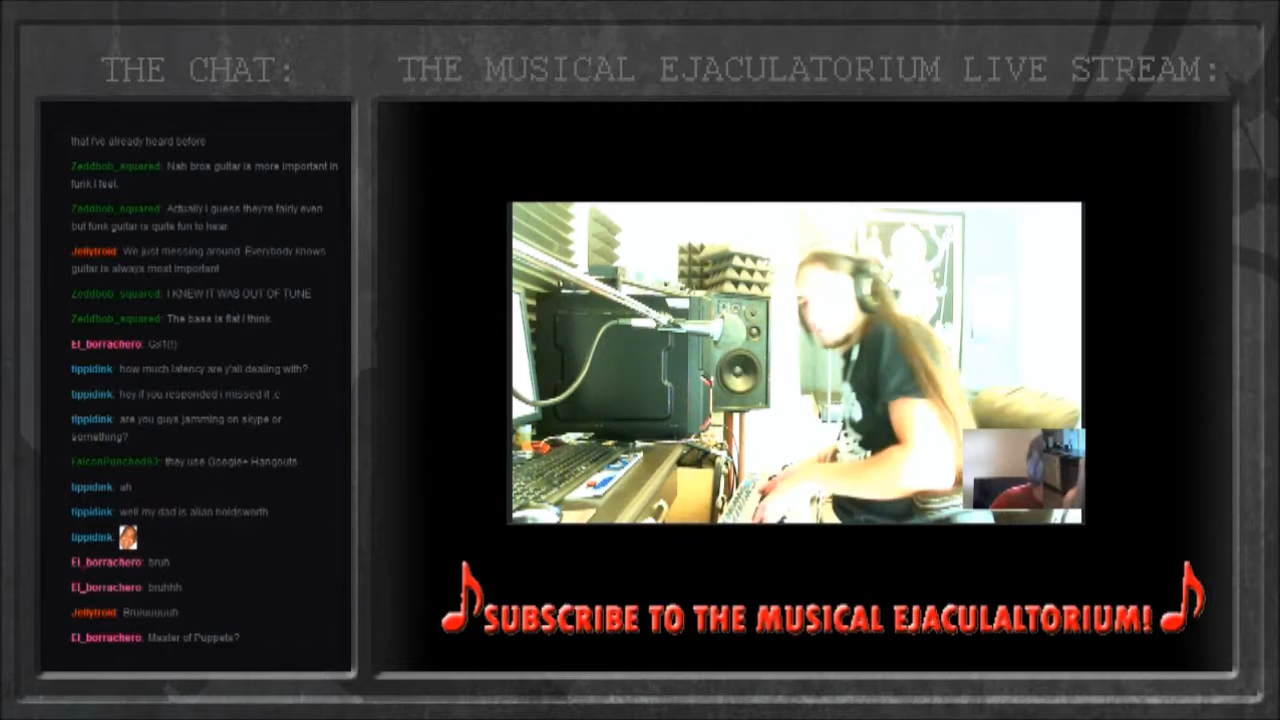 THE CHAT:
THE MUSICAL EJACULATORIUM LIVE STREAM:
that I've already heard before
Zeddbob_squared: Nah bros guitar is more important in
funk I feel.
Zeddbob_squared: Actually I guess they're fairly even
but funk guitar is quite fun to hear.
Jellytroid: We just messing around. Everybody knows
guitar is always most important
Zeddbob_squared: I KNEW IT WAS OUT OF TUNE
Zeddbob_squared: The bass is flat I think.
El_borrachero:
tippidink: how much latency are y'all dealing with?
tippidink: hey if you responded i missed it :c
tippidink: are you guys jamming on skype or
something?
FalconPunched93: they use Google+ Hangouts
tippidink: ah
tippidink: well my dad is allan holdsworth
tippidink:
El_borrachero: bruh
El_borrachero: bruhhh
Jellytroid: Bruuuuuuh
El_borrachero: Master of Puppets?
SUBSCRIBE TO THE MUSICAL EJACULALTORIUM!